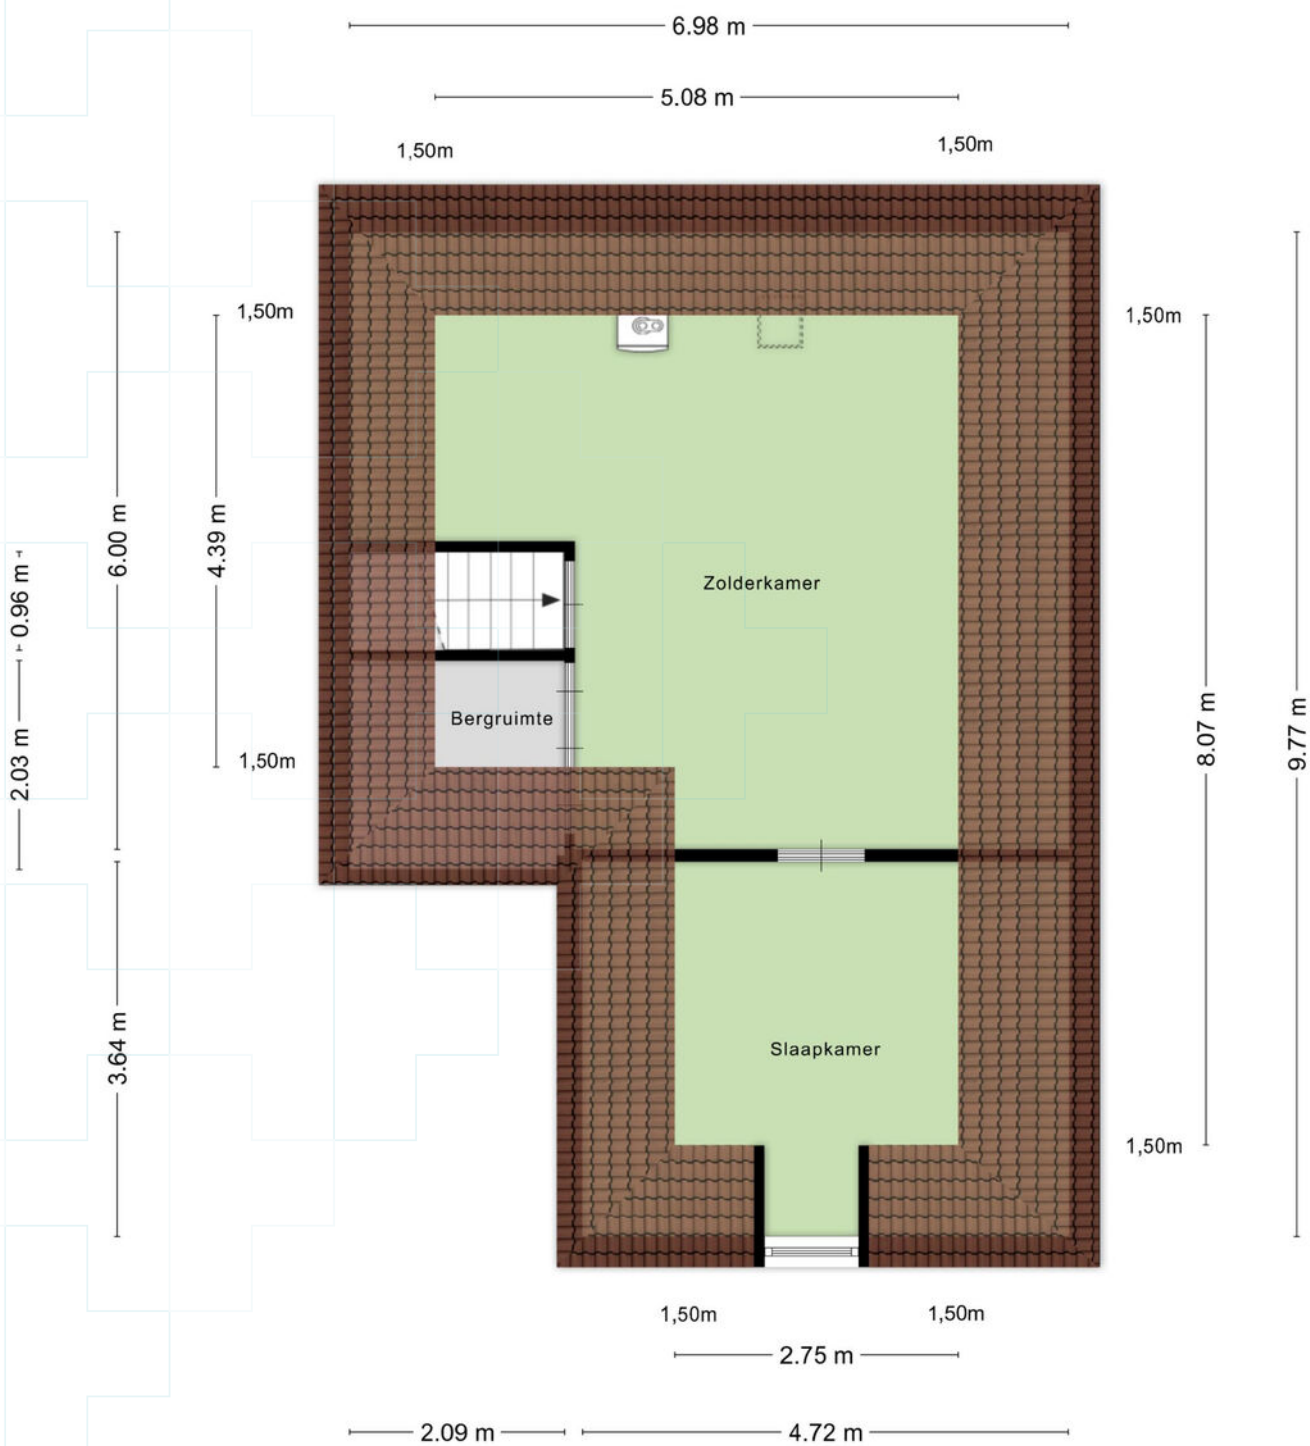 6.98 m
5.08 m
1,50m
1,50m
1,50m
1,50m
6.00 m
4.39 m
0.96 m
Zolderkamer
Bergruimte
8.07 m
9.77 m
2.03 m
1,50m
3.64 m
Slaapkamer
1,50m
1,50m
1,50m
2.75 m
2.09 m
4.72 m